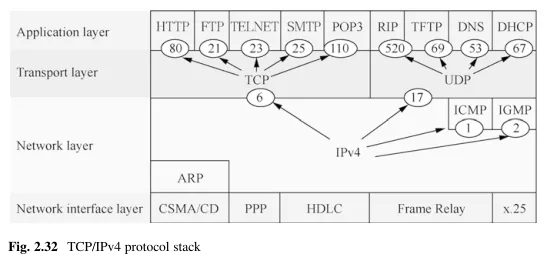 Application layer HTTP FTP TELNET SMTP POP3 RIP TFTP DNS DHCP
80 21 23 25 110 520 69 53 67
Transport layer TCP UDP
6 17
ICMP IGMP
1 2
Network layer IPv4
ARP
Network interface layer CSMA/CD PPP HDLC Frame Relay x.25
Fig. 2.32 TCP/IPv4 protocol stack